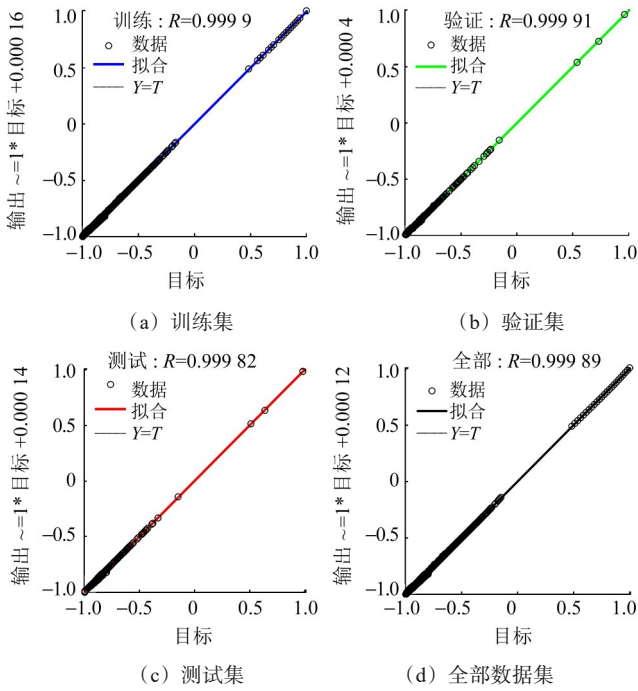 输出 ~=1* 目标 +0.000 16
训练 : R=0.999 9
数据
拟合
Y=T
1.0
0.5
0
−0.5
−1.0
−1.0 −0.5 0 0.5 1.0
目标
（a）训练集
输出 ~=1* 目标 +0.000 4
验证 : R=0.999 91
数据
拟合
Y=T
1.0
0.5
0
−0.5
−1.0
−1.0 −0.5 0 0.5 1.0
目标
（b）验证集
输出 ~=1* 目标 +0.000 14
测试 : R=0.999 82
数据
拟合
Y=T
1.0
0.5
0
−0.5
−1.0
−1.0 −0.5 0 0.5 1.0
目标
（c）测试集
输出 ~=1* 目标 +0.000 12
全部 : R=0.999 89
数据
拟合
Y=T
1.0
0.5
0
−0.5
−1.0
−1.0 −0.5 0 0.5 1.0
目标
（d）全部数据集